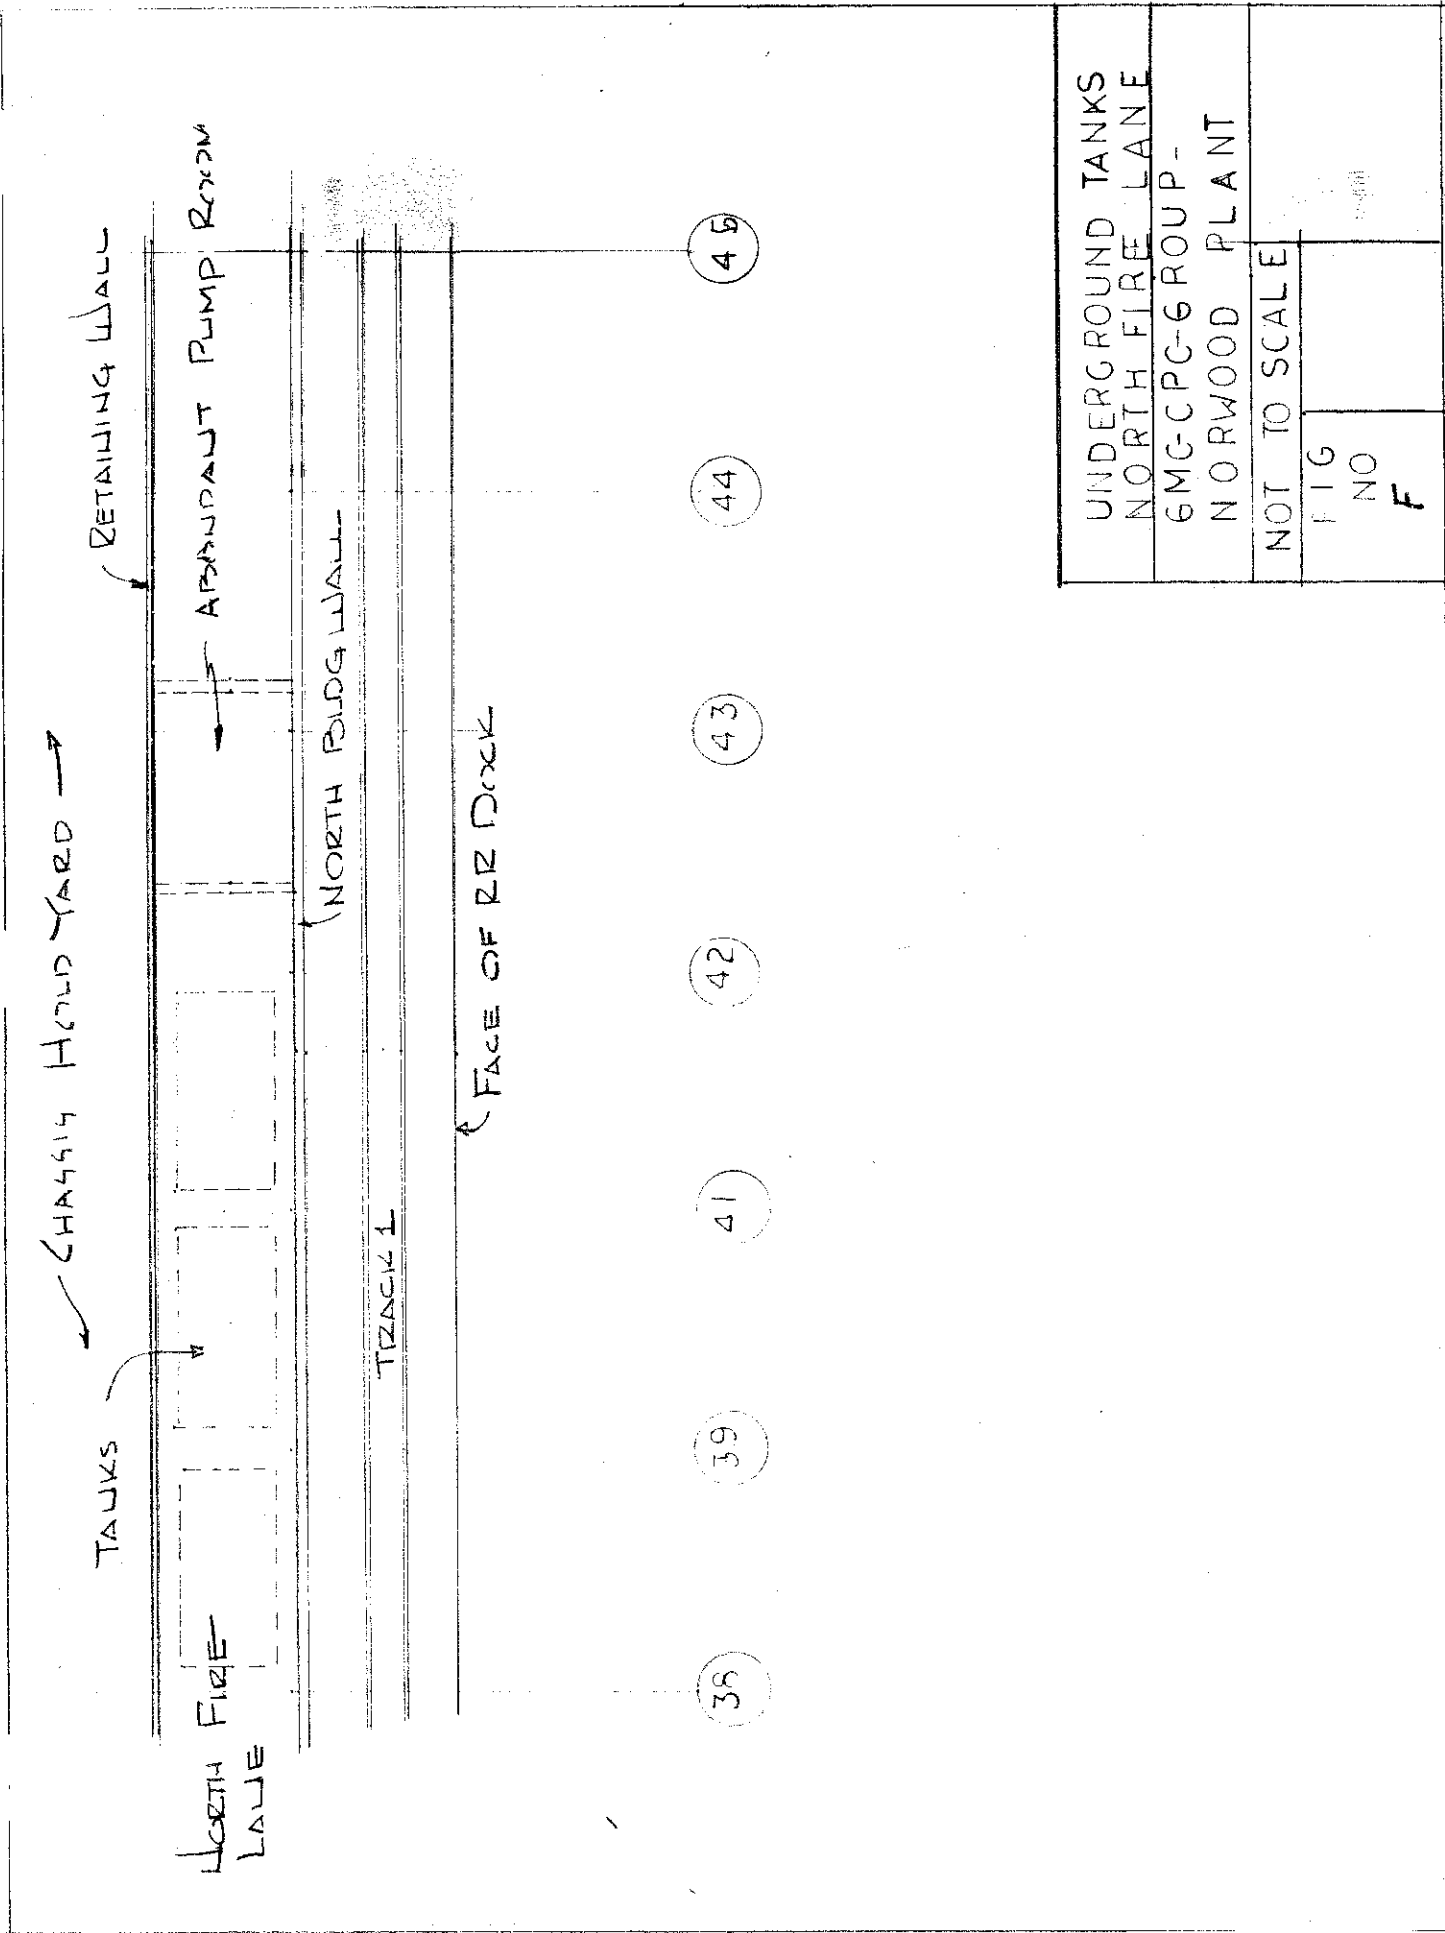 CHASSIS HOLD YARD
TANKS
RETAINING WALL
NORTH FIRE
LANE
ABANDANT PUMP ROOM
NORTH BLDG WALL
TRACK 1
FACE OF RR DOCK
38
39
41
42
43
44
45
UNDERGROUND TANKS
NORTH FIRE LANE
GMC-CPC-GROUP-
NORWOOD PLANT
NOT TO SCALE
FIG
NO
F